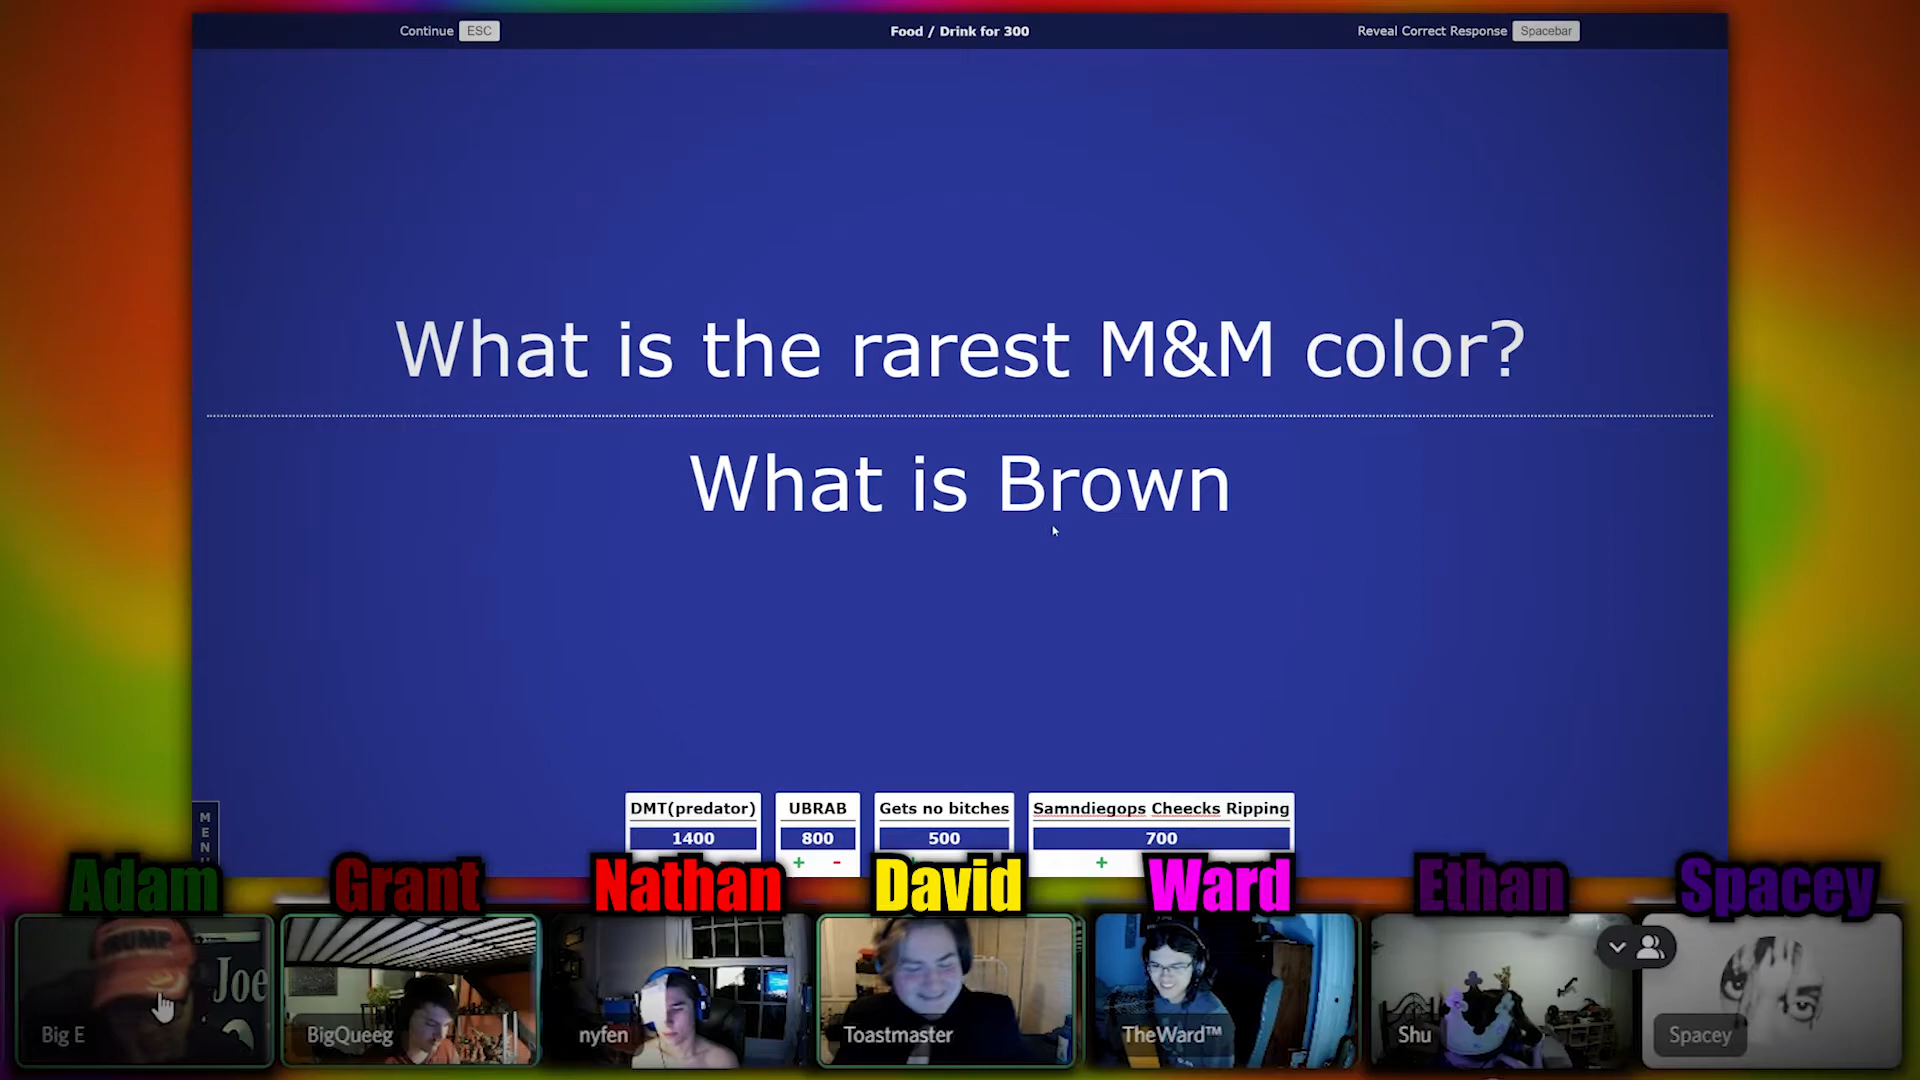 Continue ESC
Food / Drink for 300
Reveal Correct Response Spacebar
What is the rarest M&M color?
What is Brown
MENU
DMT(predator) UBRAB Gets no bitches Samndiegops Cheecks Ripping
1400 800 500 700
+ - +
Adam Grant Nathan David Ward Ethan Spacey
TRUMP
Joe
Big E BigQueeg nyfen Toastmaster TheWard™ Shu Spacey